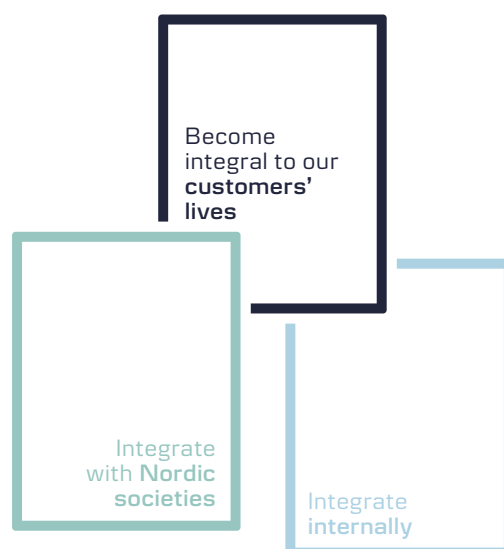 Become
integral to our
customers’
lives
Integrate
with Nordic
societies
Integrate
internally